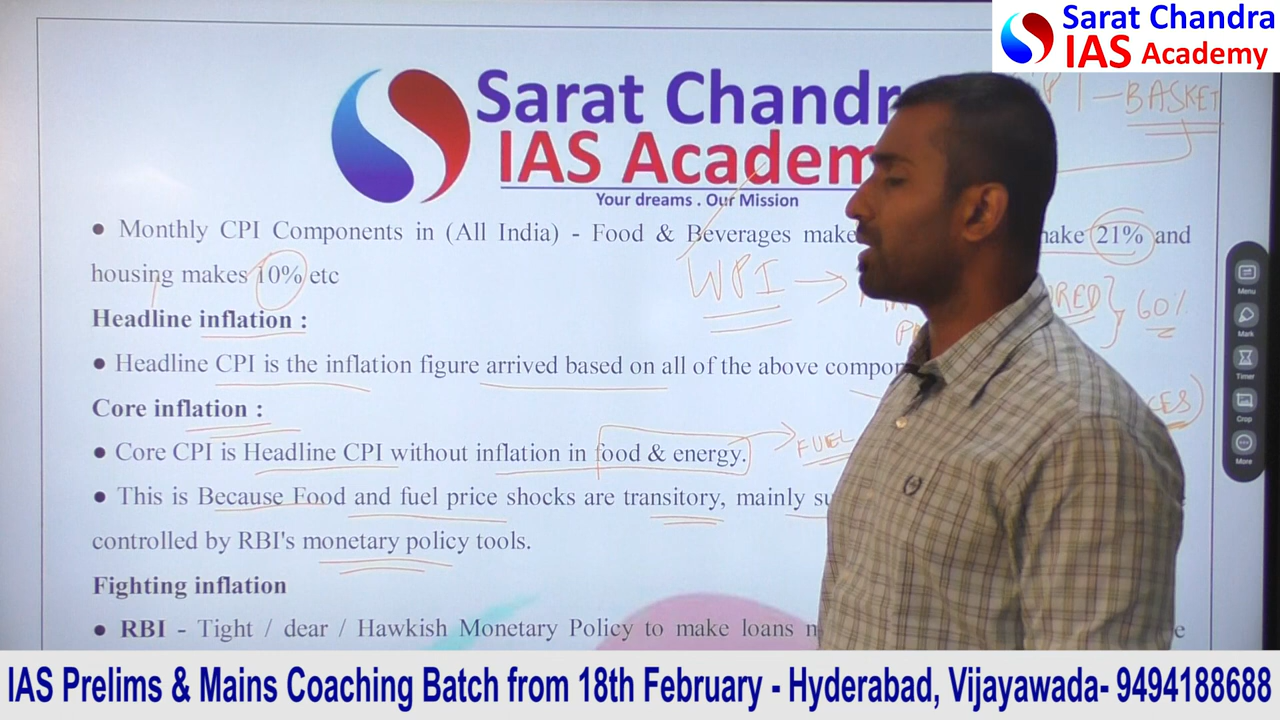 Sarat Chandra
IAS Academy
Sarat Chandr
IAS Academ
Your dreams . Our Mission
BASKET
● Monthly CPI Components in (All India) - Food & Beverages make 21% and
housing makes 10% etc
WPI → 60%
Headline inflation :
● Headline CPI is the inflation figure arrived based on all of the above
Core inflation :
● Core CPI is Headline CPI without inflation in food & energy. → FUEL
● This is Because Food and fuel price shocks are transitory, mainly
controlled by RBI's monetary policy tools.
Fighting inflation
● RBI - Tight / dear / Hawkish Monetary Policy to make loans
Menu
Mark
Timer
Crop
More
IAS Prelims & Mains Coaching Batch from 18th February - Hyderabad, Vijayawada- 9494188688